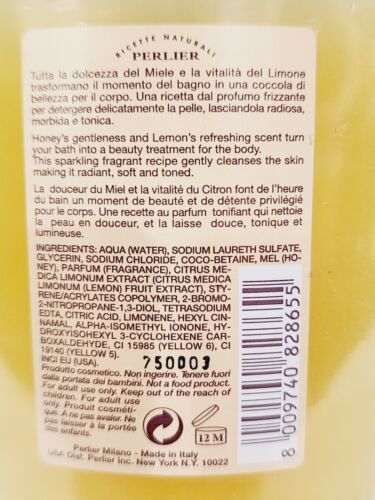 RICETTE NATURALI
PERLIER
Tutta la dolcezza del Miele e la vitalità del Limone
trasformano il momento del bagno in una coccola di
bellezza per il corpo. Una ricetta dal profumo frizzante
per detergere delicatamente la pelle, lasciandola radiosa,
morbida e tonica.
Honey's gentleness and Lemon's refreshing scent turn
your bath into a beauty treatment for the body.
This sparkling fragrant recipe gently cleanses the skin
making it radiant, soft and toned.
La douceur du Miel et la vitalité du Citron font de l'heure
du bain un moment de beauté et de détente privilégié
pour le corps. Une recette au parfum tonifiant qui nettoie
la peau en douceur, et la laisse douce, tonique et
lumineuse.
INGREDIENTS: AQUA (WATER), SODIUM LAURETH SULFATE,
GLYCERIN, SODIUM CHLORIDE, COCO-BETAINE, MEL (HO-
NEY), PARFUM (FRAGRANCE), CITRUS ME-
DICA LIMONUM EXTRACT (CITRUS MEDICA
LIMONUM (LEMON) FRUIT EXTRACT), STY-
RENE/ACRYLATES COPOLYMER, 2-BROMO-
2-NITROPROPANE-1,3-DIOL, TETRASODIUM
EDTA, CITRIC ACID, LIMONENE, HEXYL CIN-
NAMAL, ALPHA-ISOMETHYL IONONE, HY-
DROXYISOHEXYL 3-CYCLOHEXENE CAR-
BOXALDEHYDE, CI 15985 (YELLOW 6), CI
19140 (YELLOW 5).
INCI EU (USA).
750003
Prodotto cosmetico. Non ingerire. Tenere fuori
dalla portata dei bambini. Not a food product.
For adult use only. Keep out of the reach of
children. For adult use
only. Produit cosméti-
que. A ne pas avaler. Ne
pas laisser à la portée
des enfants.
12 M
8 009740 828655
Perlier Milano - Made in Italy
USA Dist. Perlier Inc. New York, N.Y. 10022